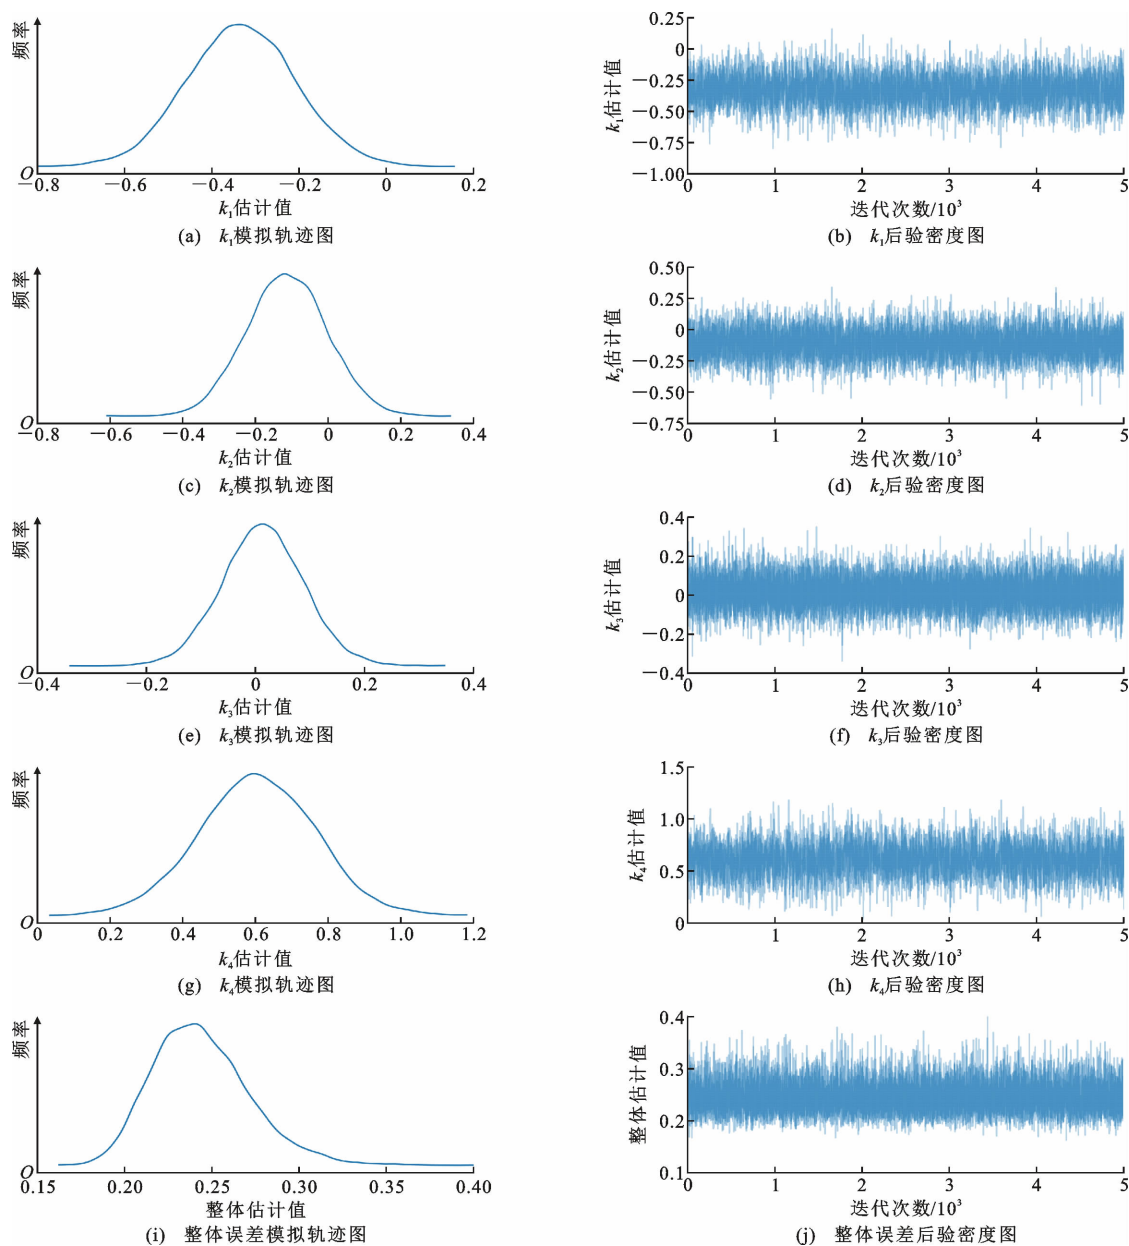 频率
O
−0.8 −0.6 −0.4 −0.2 0 0.2
k₁估计值
(a) k₁模拟轨迹图
0.25
0
−0.25
−0.50
−0.75
−1.00
k₁估计值
0 1 2 3 4 5
迭代次数/10³
(b) k₁后验密度图
频率
O
−0.8 −0.6 −0.4 −0.2 0 0.2 0.4
k₂估计值
(c) k₂模拟轨迹图
0.50
0.25
0
−0.25
−0.50
−0.75
k₂估计值
0 1 2 3 4 5
迭代次数/10³
(d) k₂后验密度图
频率
O
−0.4 −0.2 0 0.2 0.4
k₃估计值
(e) k₃模拟轨迹图
0.4
0.2
0
−0.2
−0.4
k₃估计值
0 1 2 3 4 5
迭代次数/10³
(f) k₃后验密度图
频率
O
0 0.2 0.4 0.6 0.8 1.0 1.2
k₄估计值
(g) k₄模拟轨迹图
1.5
1.0
0.5
0
k₄估计值
1 2 3 4 5
迭代次数/10³
(h) k₄后验密度图
频率
O
0.15 0.20 0.25 0.30 0.35 0.40
整体估计值
(i) 整体误差模拟轨迹图
0.4
0.3
0.2
0.1
整体估计值
0 1 2 3 4 5
迭代次数/10³
(j) 整体误差后验密度图